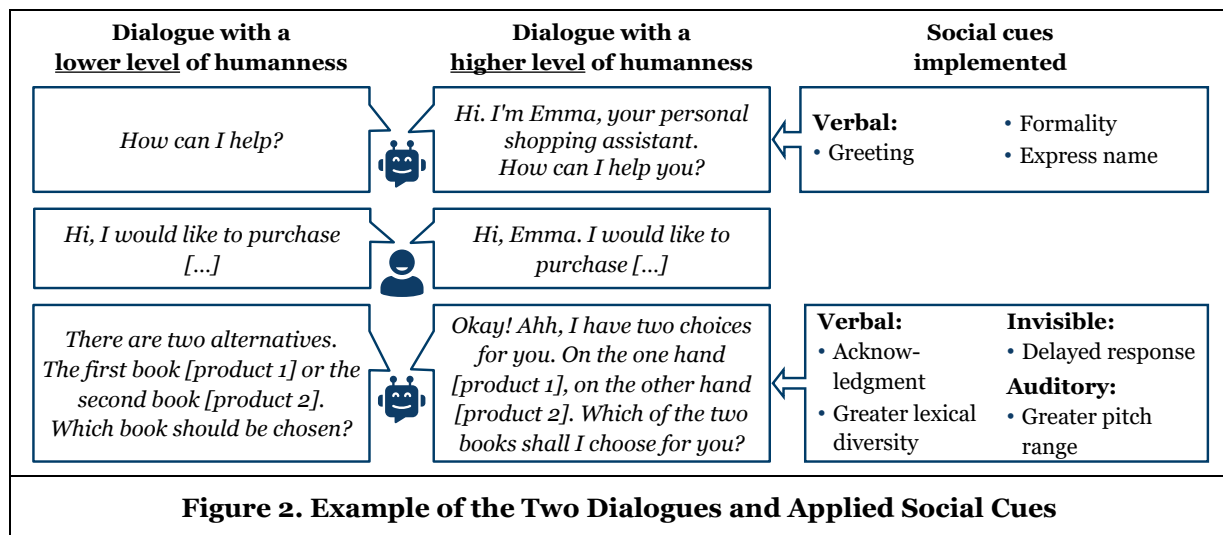 Dialogue with a
lower level of humanness
Dialogue with a
higher level of humanness
Social cues
implemented
How can I help?
Hi. I'm Emma, your personal
shopping assistant.
How can I help you?
Verbal:
• Greeting
• Formality
• Express name
Hi, I would like to purchase
[...]
Hi, Emma. I would like to
purchase [...]
There are two alternatives.
The first book [product 1] or the
second book [product 2].
Which book should be chosen?
Okay! Ahh, I have two choices
for you. On the one hand
[product 1], on the other hand
[product 2]. Which of the two
books shall I choose for you?
Verbal:
• Acknow-
ledgment
• Greater lexical
diversity
Invisible:
• Delayed response
Auditory:
• Greater pitch
range
Figure 2. Example of the Two Dialogues and Applied Social Cues